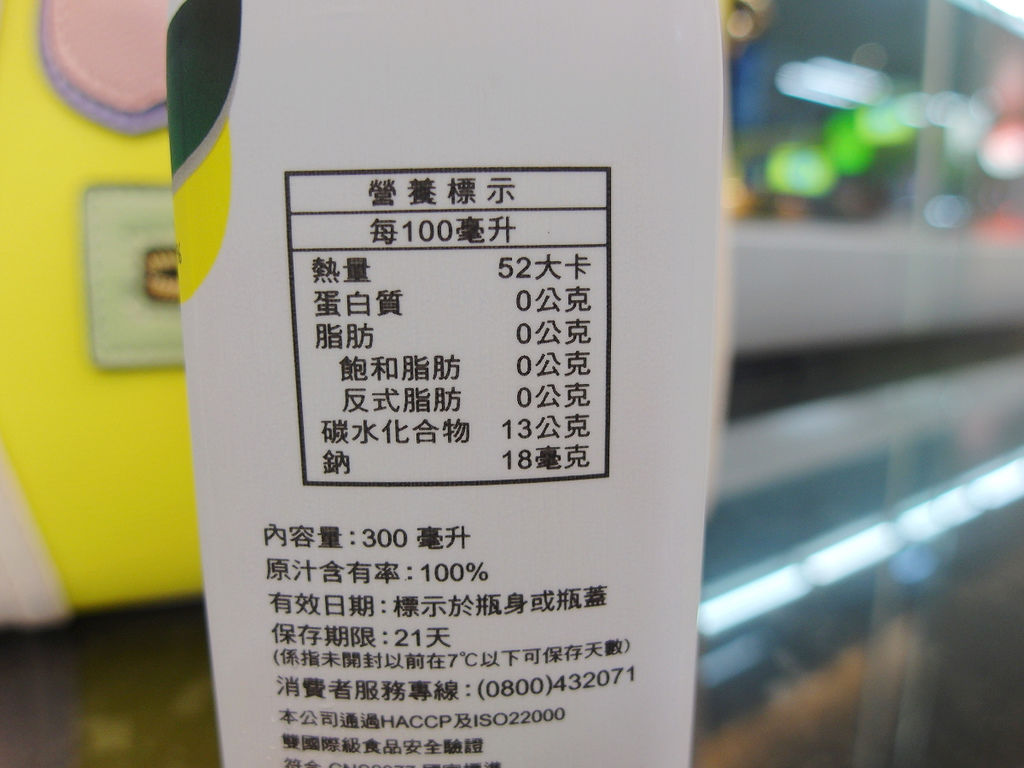 營養標示
每100毫升
熱量 52大卡
蛋白質 0公克
脂肪 0公克
飽和脂肪 0公克
反式脂肪 0公克
碳水化合物 13公克
鈉 18毫克
內容量：300 毫升
原汁含有率：100%
有效日期：標示於瓶身或瓶蓋
保存期限：21天
(係指未開封以前在7℃以下可保存天數)
消費者服務專線：(0800)432071
本公司通過HACCP及ISO22000
雙國際級食品安全驗證
符合 CNS2377 國家標準